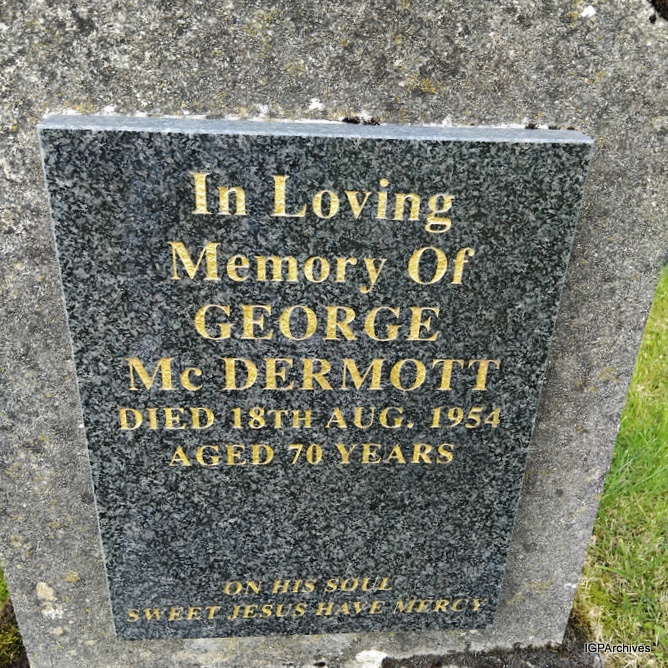 In Loving
Memory Of
GEORGE
Mc DERMOTT
DIED 18TH AUG. 1954
AGED 70 YEARS
ON HIS SOUL
SWEET JESUS HAVE MERCY
IGPArchives